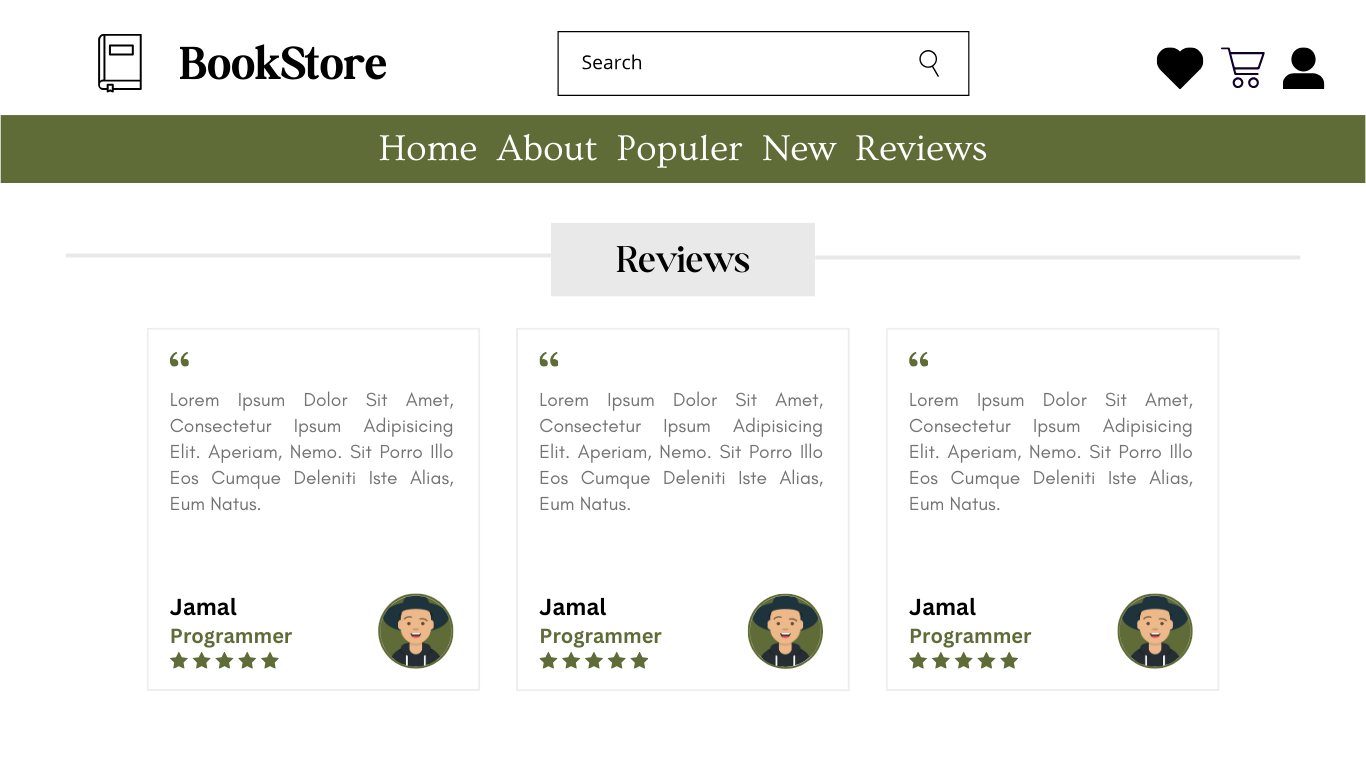 BookStore
Search
Home About Populer New Reviews
Reviews
“
Lorem Ipsum Dolor Sit Amet,
Consectetur Ipsum Adipisicing
Elit. Aperiam, Nemo. Sit Porro Illo
Eos Cumque Deleniti Iste Alias,
Eum Natus.
Jamal
Programmer
“
Lorem Ipsum Dolor Sit Amet,
Consectetur Ipsum Adipisicing
Elit. Aperiam, Nemo. Sit Porro Illo
Eos Cumque Deleniti Iste Alias,
Eum Natus.
Jamal
Programmer
“
Lorem Ipsum Dolor Sit Amet,
Consectetur Ipsum Adipisicing
Elit. Aperiam, Nemo. Sit Porro Illo
Eos Cumque Deleniti Iste Alias,
Eum Natus.
Jamal
Programmer